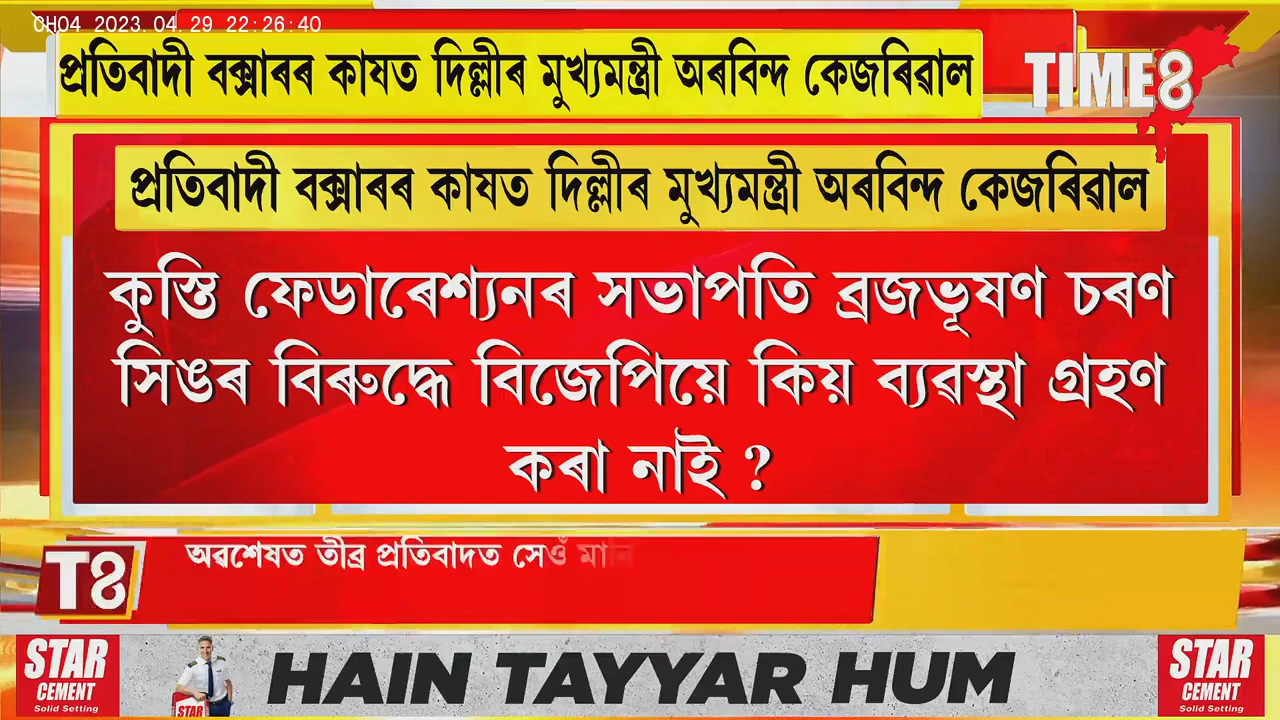 CH04 2023.04.29 22:26:40
প্ৰতিবাদী বক্সাৰৰ কাষত দিল্লীৰ মুখ্যমন্ত্ৰী অৰবিন্দ কেজৰিৱাল
TIME8
প্ৰতিবাদী বক্সাৰৰ কাষত দিল্লীৰ মুখ্যমন্ত্ৰী অৰবিন্দ কেজৰিৱাল
কুস্তি ফেডাৰেশ্যনৰ সভাপতি ব্ৰজভূষণ চৰণ
সিঙৰ বিৰুদ্ধে বিজেপিয়ে কিয় ব্যৱস্থা গ্ৰহণ
কৰা নাই ?
অৱশেষত তীব্ৰ প্ৰতিবাদত সেওঁ
T8
STAR
CEMENT
Solid Setting
STAR
HAIN TAYYAR HUM
STAR
CEMENT
Solid Setting